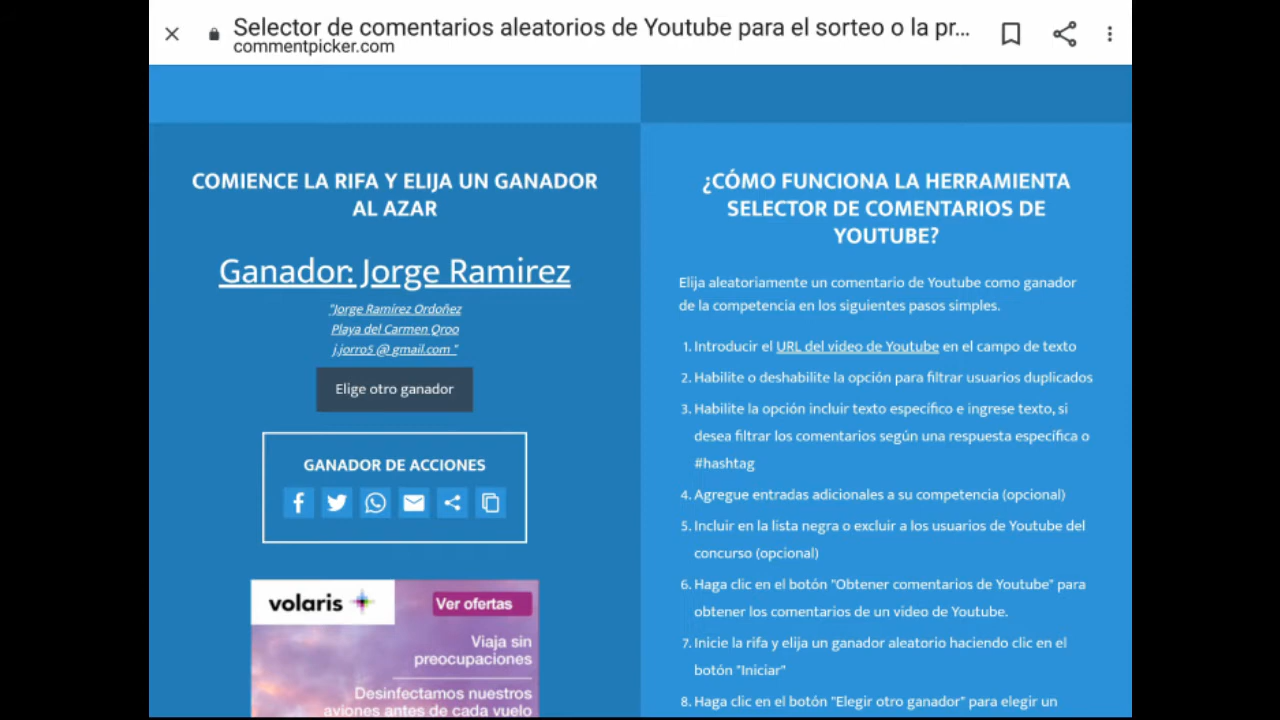 Selector de comentarios aleatorios de Youtube para el sorteo o la pr...
commentpicker.com
COMIENCE LA RIFA Y ELIJA UN GANADOR
AL AZAR
Ganador: Jorge Ramirez
"Jorge Ramírez Ordoñez
Playa del Carmen Qroo
j.jorro5 @ gmail.com "
Elige otro ganador
GANADOR DE ACCIONES
volaris
Ver ofertas
Viaja sin
preocupaciones
Desinfectamos nuestros
aviones antes de cada vuelo
¿CÓMO FUNCIONA LA HERRAMIENTA
SELECTOR DE COMENTARIOS DE
YOUTUBE?
Elija aleatoriamente un comentario de Youtube como ganador
de la competencia en los siguientes pasos simples.
1. Introducir el URL del video de Youtube en el campo de texto
2. Habilite o deshabilite la opción para filtrar usuarios duplicados
3. Habilite la opción incluir texto específico e ingrese texto, si
desea filtrar los comentarios según una respuesta específica o
#hashtag
4. Agregue entradas adicionales a su competencia (opcional)
5. Incluir en la lista negra o excluir a los usuarios de Youtube del
concurso (opcional)
6. Haga clic en el botón "Obtener comentarios de Youtube" para
obtener los comentarios de un video de Youtube.
7. Inicie la rifa y elija un ganador aleatorio haciendo clic en el
botón "Iniciar"
8. Haga clic en el botón "Elegir otro ganador" para elegir un